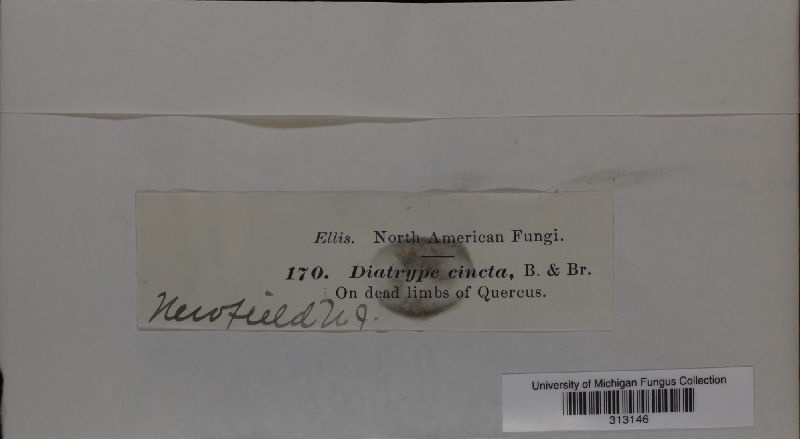 Ellis. North American Fungi.
170. Diatrype cincta, B. & Br.
On dead limbs of Quercus.
Newfield N.J.
University of Michigan Fungus Collection
313146